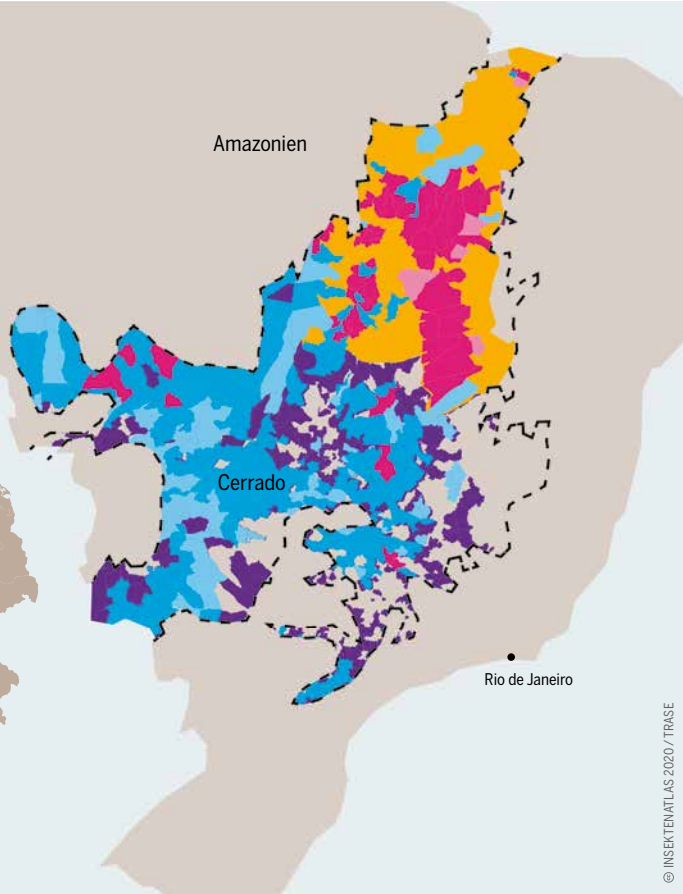 Amazonien
Cerrado
Rio de Janeiro
🅭 INSEKTENATLAS 2020 / TRASE